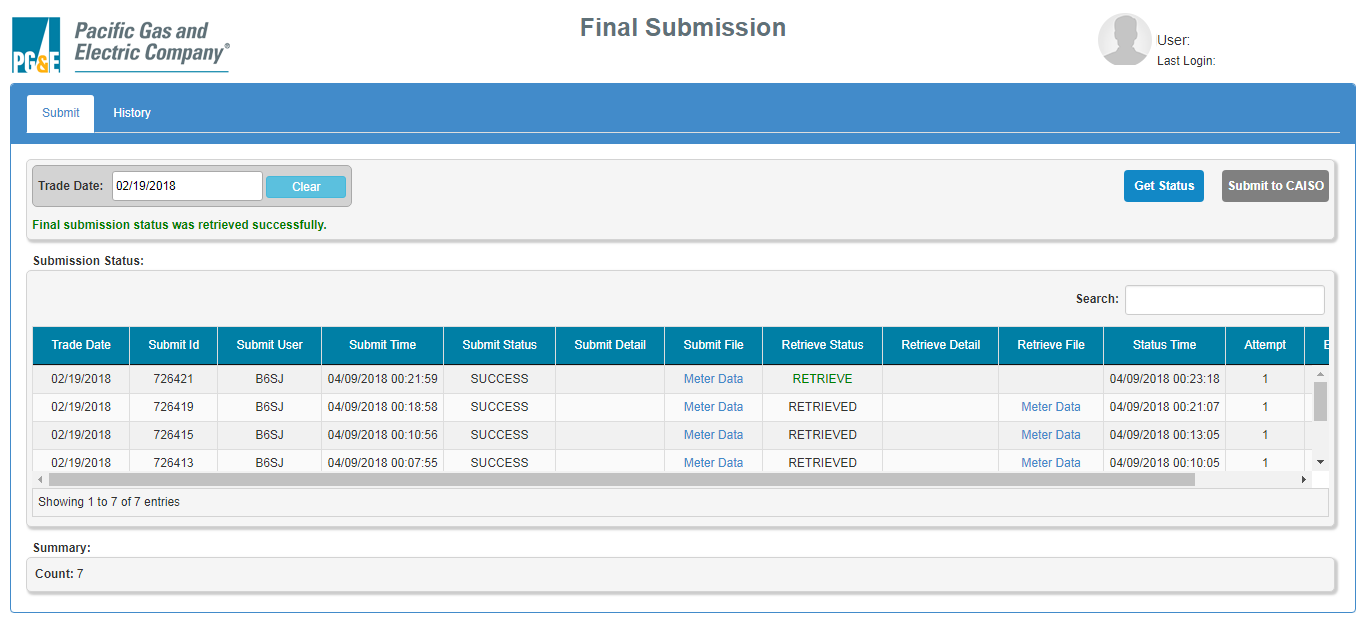 PG&E
Pacific Gas and
Electric Company®
Final Submission
User:
Last Login:
Submit History
Trade Date: 02/19/2018 Clear Get Status Submit to CAISO
Final submission status was retrieved successfully.
Submission Status:
Search:
Trade Date Submit Id Submit User Submit Time Submit Status Submit Detail Submit File Retrieve Status Retrieve Detail Retrieve File Status Time Attempt
02/19/2018 726421 B6SJ 04/09/2018 00:21:59 SUCCESS Meter Data RETRIEVE 04/09/2018 00:23:18 1
02/19/2018 726419 B6SJ 04/09/2018 00:18:58 SUCCESS Meter Data RETRIEVED Meter Data 04/09/2018 00:21:07 1
02/19/2018 726415 B6SJ 04/09/2018 00:10:56 SUCCESS Meter Data RETRIEVED Meter Data 04/09/2018 00:13:05 1
02/19/2018 726413 B6SJ 04/09/2018 00:07:55 SUCCESS Meter Data RETRIEVED Meter Data 04/09/2018 00:10:05 1
Showing 1 to 7 of 7 entries
Summary:
Count: 7